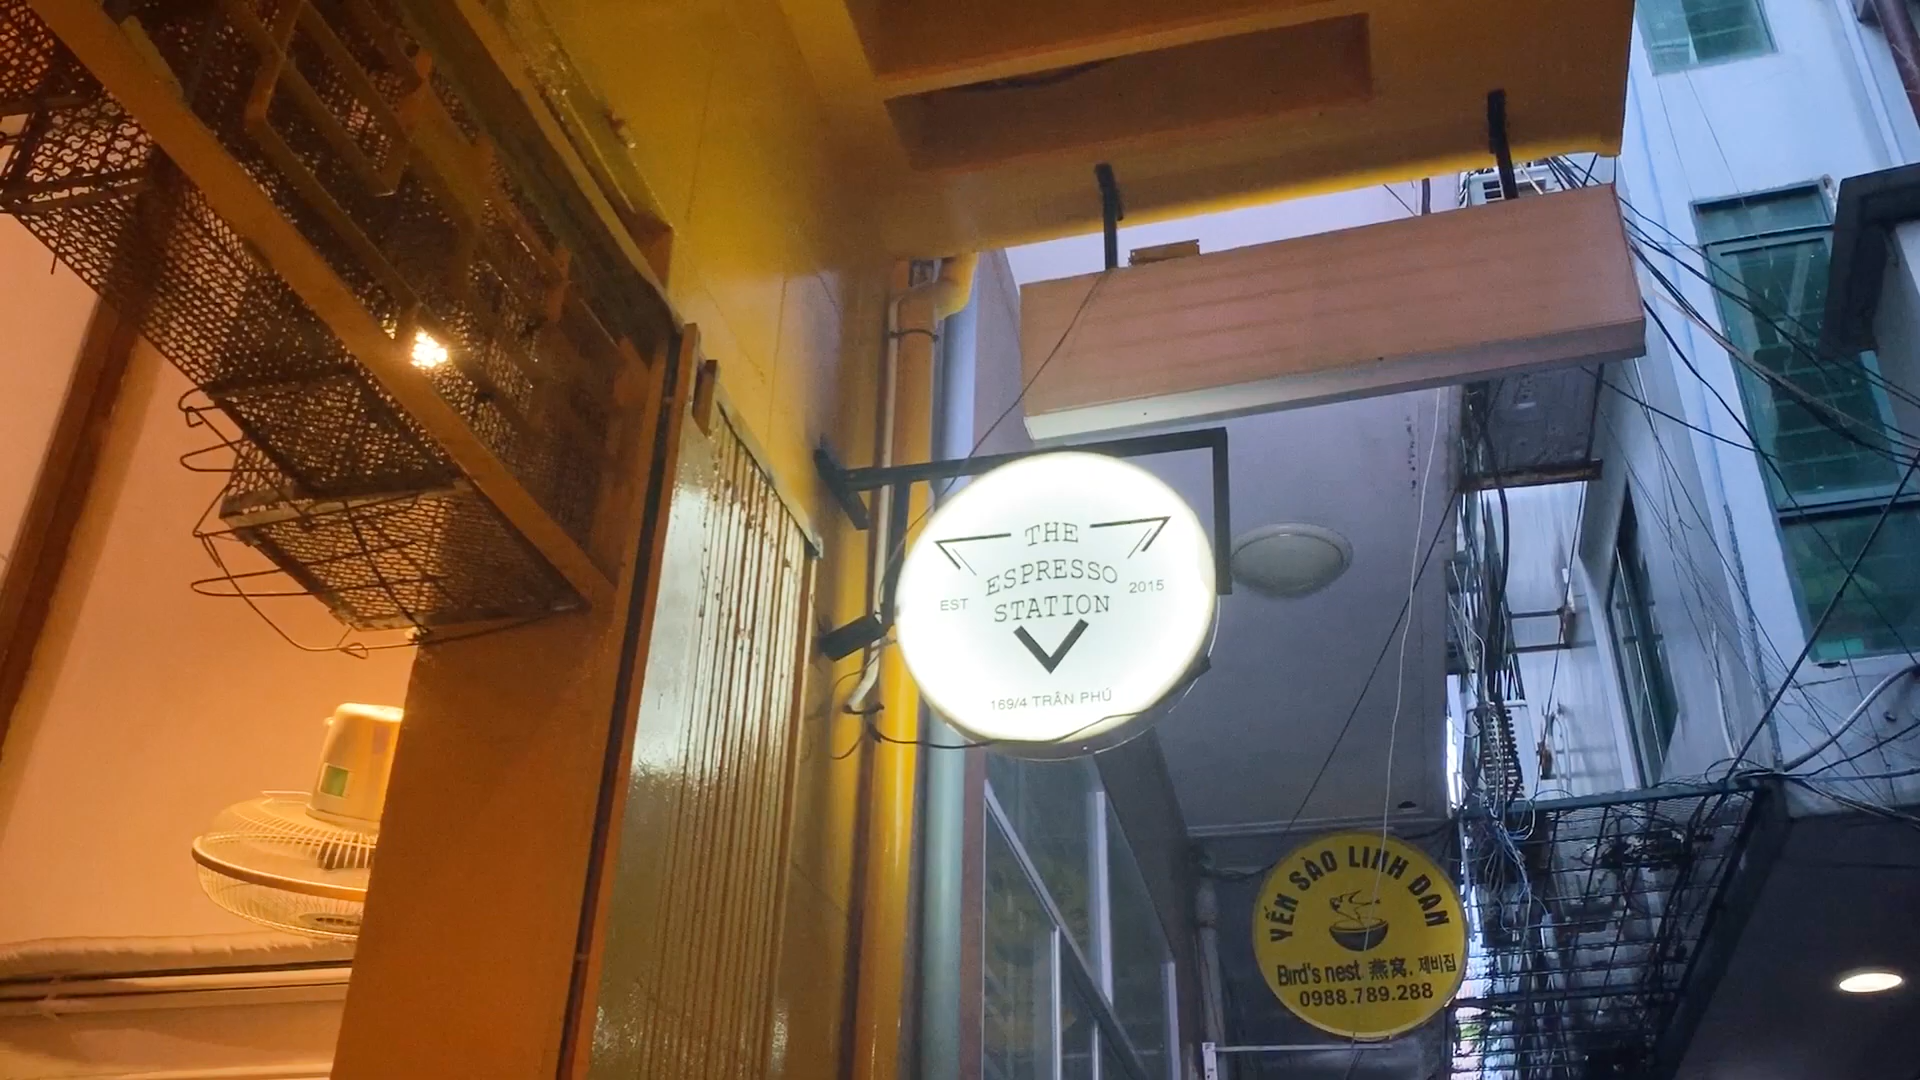 THE
ESPRESSO
EST 2015
STATION
169/4 TRẦN PHÚ
YẾN SÀO LINH ĐAN
Bird's nest. 燕窝. 제비집
0988.789.288